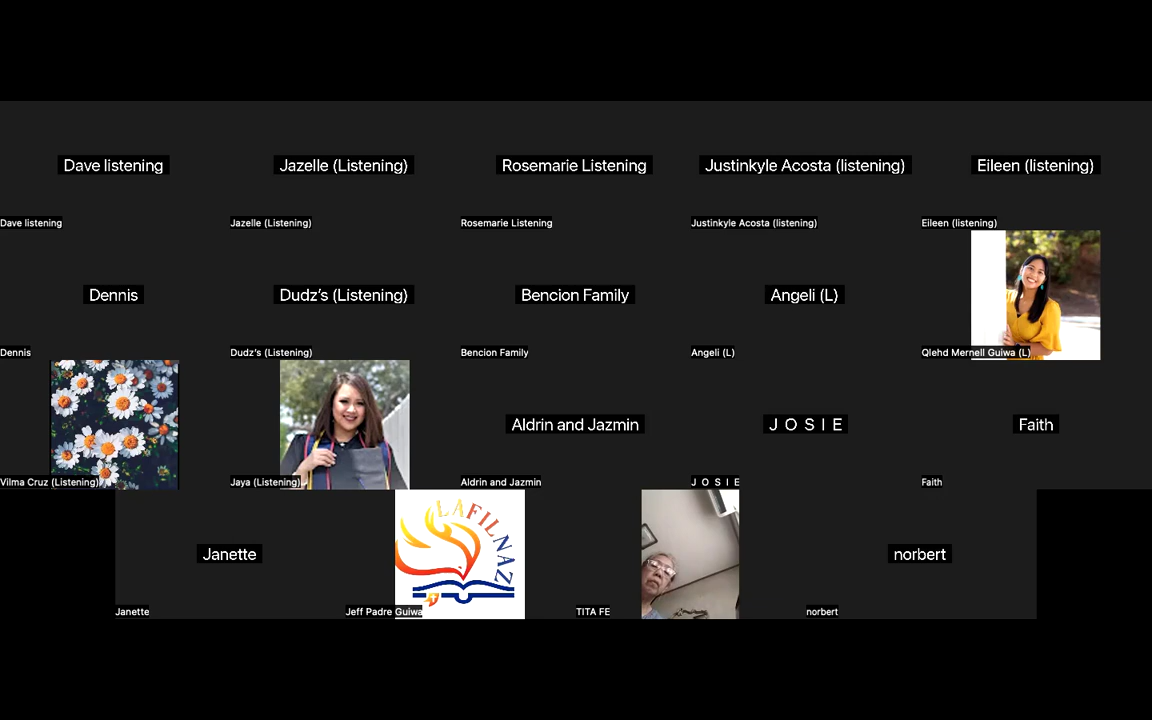 Dave listening
Jazelle (Listening)
Rosemarie Listening
Justinkyle Acosta (listening)
Eileen (listening)
Dave listening
Jazelle (Listening)
Rosemarie Listening
Justinkyle Acosta (listening)
Eileen (listening)
Dennis
Dudz’s (Listening)
Bencion Family
Angeli (L)
Dennis
Dudz’s (Listening)
Bencion Family
Angeli (L)
Qlehd Mernell Guiwa (L)
Aldrin and Jazmin
J O S I E
Faith
Vilma Cruz (Listening)
Jaya (Listening)
Aldrin and Jazmin
J O S I E
Faith
LAFILNAZ
Janette
norbert
Janette
Jeff Padre Guiwa
TITA FE
norbert